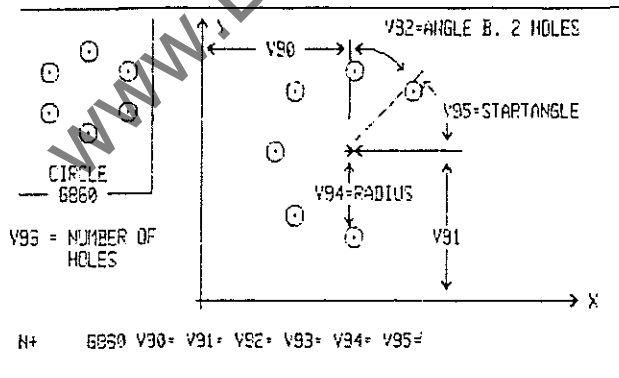 V92=ANGLE B. 2 HOLES
V90
V95=STARTANGLE
CIRCLE
G860
V94=RADIUS
V93 = NUMBER OF
HOLES
V91
X
N+ G860 V90= V91= V92= V93= V94= V95=
WWW.